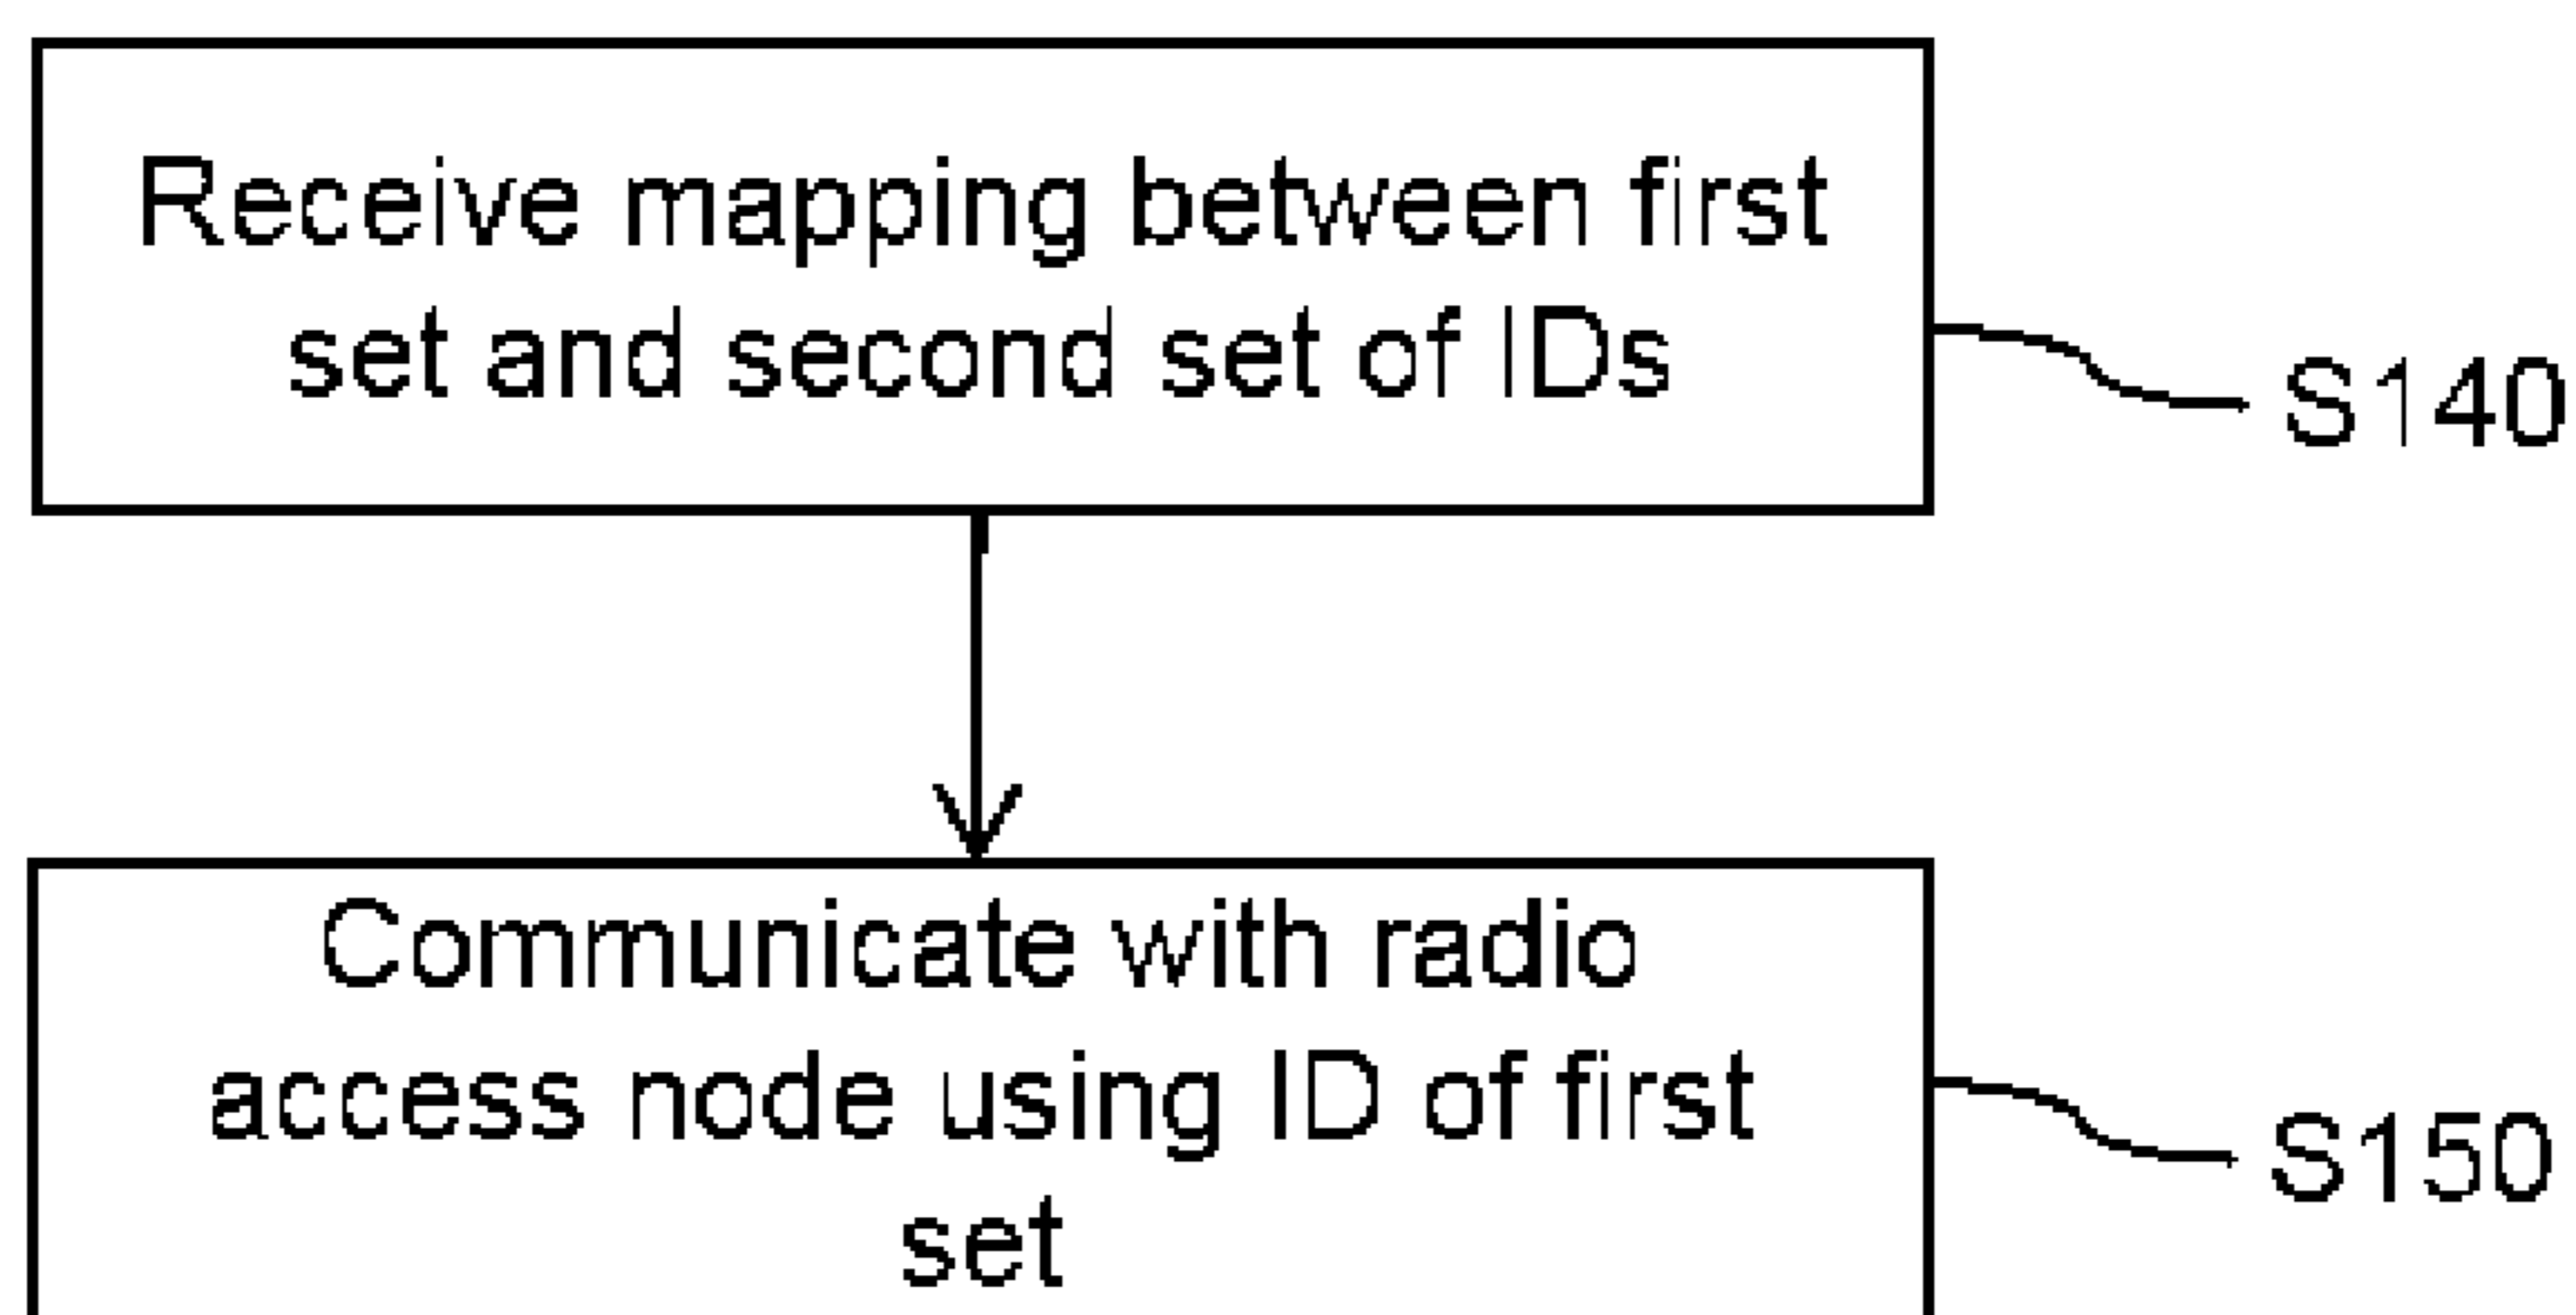 Receive mapping between first
set and second set of IDs
S140
Communicate with radio
access node using ID of first
set
S150